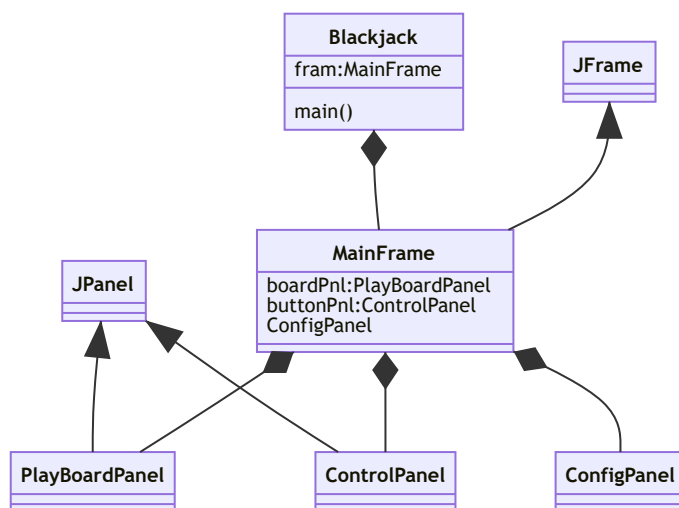 Blackjack
fram:MainFrame
main()
JFrame
MainFrame
boardPnl:PlayBoardPanel
buttonPnl:ControlPanel
ConfigPanel
JPanel
PlayBoardPanel
ControlPanel
ConfigPanel